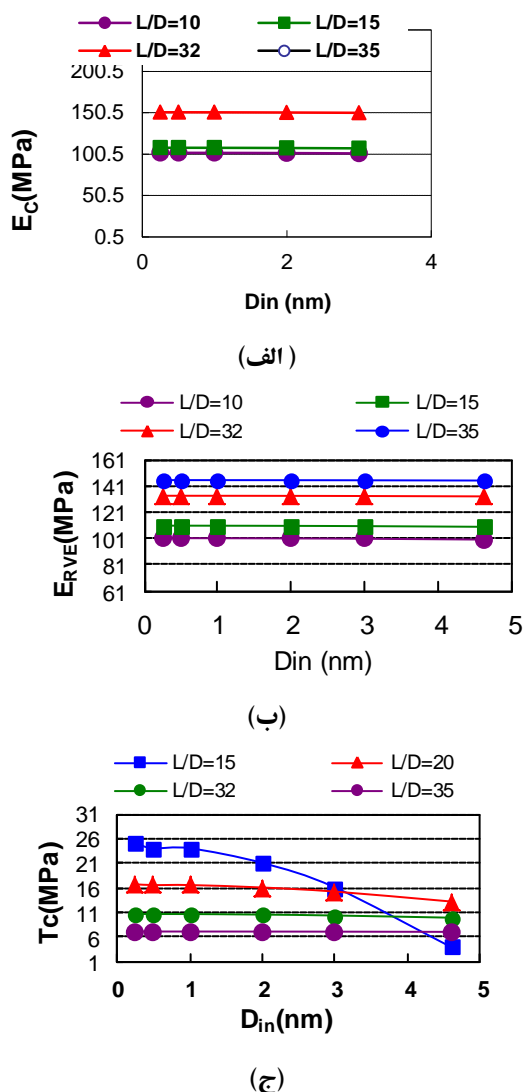 L/D=10 L/D=15
L/D=32 L/D=35
200.5
150.5
100.5
50.5
0.5
E_C(MPa)
0 2 4
Din (nm)
(الف)
L/D=10 L/D=15
L/D=32 L/D=35
161
141
121
101
81
61
E_RVE(MPa)
0 1 2 3 4 5
Din (nm)
(ب)
L/D=15 L/D=20
L/D=32 L/D=35
31
26
21
16
11
6
1
Tc(MPa)
0 1 2 3 4 5
D_in(nm)
(ج)